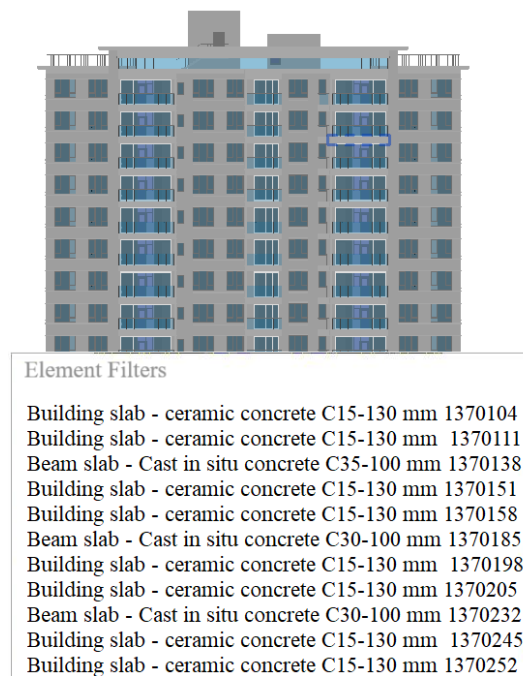 Element Filters
Building slab - ceramic concrete C15-130 mm 1370104
Building slab - ceramic concrete C15-130 mm 1370111
Beam slab - Cast in situ concrete C35-100 mm 1370138
Building slab - ceramic concrete C15-130 mm 1370151
Building slab - ceramic concrete C15-130 mm 1370158
Beam slab - Cast in situ concrete C30-100 mm 1370185
Building slab - ceramic concrete C15-130 mm 1370198
Building slab - ceramic concrete C15-130 mm 1370205
Beam slab - Cast in situ concrete C30-100 mm 1370232
Building slab - ceramic concrete C15-130 mm 1370245
Building slab - ceramic concrete C15-130 mm 1370252